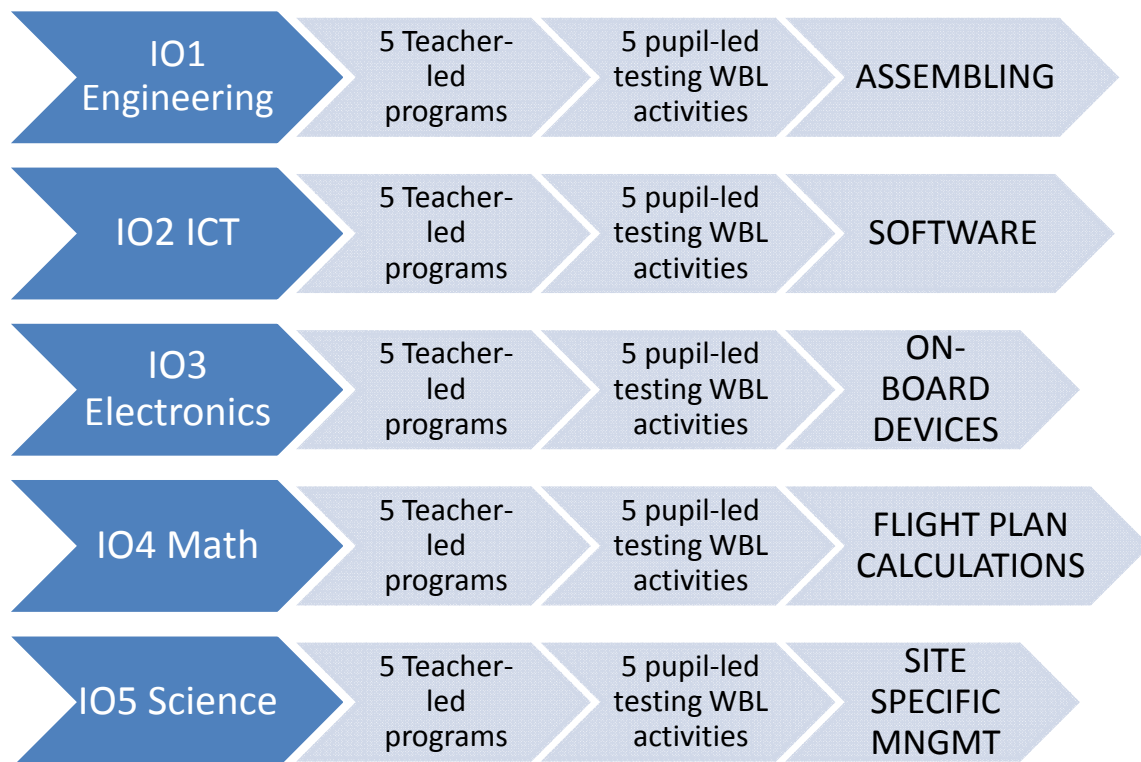 IO1
Engineering
5 Teacher-
led
programs
5 pupil-led
testing WBL
activities
ASSEMBLING
IO2 ICT
5 Teacher-
led
programs
5 pupil-led
testing WBL
activities
SOFTWARE
IO3
Electronics
5 Teacher-
led
programs
5 pupil-led
testing WBL
activities
ON-
BOARD
DEVICES
IO4 Math
5 Teacher-
led
programs
5 pupil-led
testing WBL
activities
FLIGHT PLAN
CALCULATIONS
IO5 Science
5 Teacher-
led
programs
5 pupil-led
testing WBL
activities
SITE
SPECIFIC
MNGMT